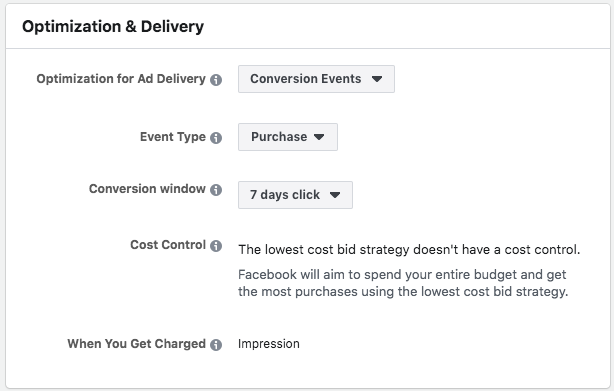 Optimization & Delivery
Optimization for Ad Delivery
Conversion Events
Event Type
Purchase
Conversion window
7 days click
Cost Control
The lowest cost bid strategy doesn't have a cost control.
Facebook will aim to spend your entire budget and get
the most purchases using the lowest cost bid strategy.
When You Get Charged
Impression